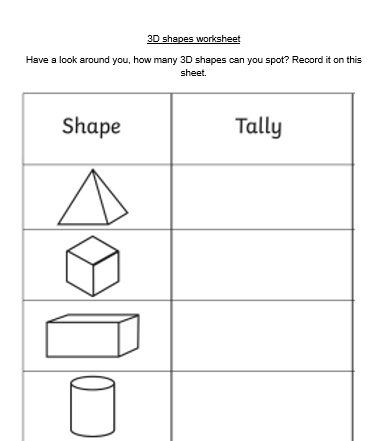 3D shapes worksheet
Have a look around you, how many 3D shapes can you spot? Record it on this
sheet.
Shape Tally